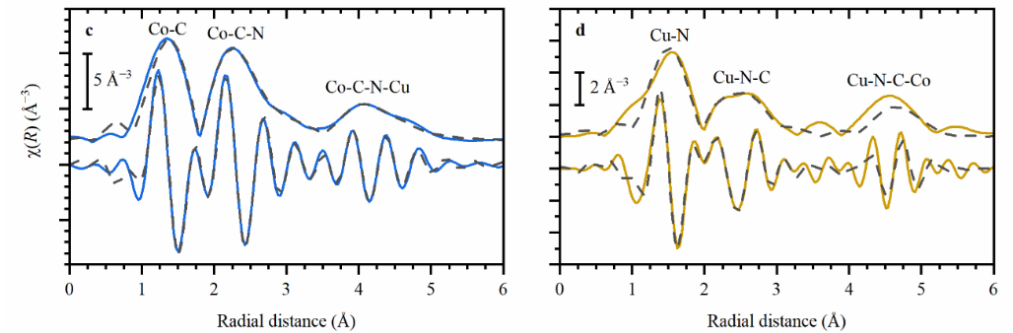 c
Co-C
Co-C-N
Co-C-N-Cu
5 Å⁻³
χ(R) (Å⁻³)
0 1 2 3 4 5 6
Radial distance (Å)
d
Cu-N
Cu-N-C
Cu-N-C-Co
2 Å⁻³
0 1 2 3 4 5 6
Radial distance (Å)